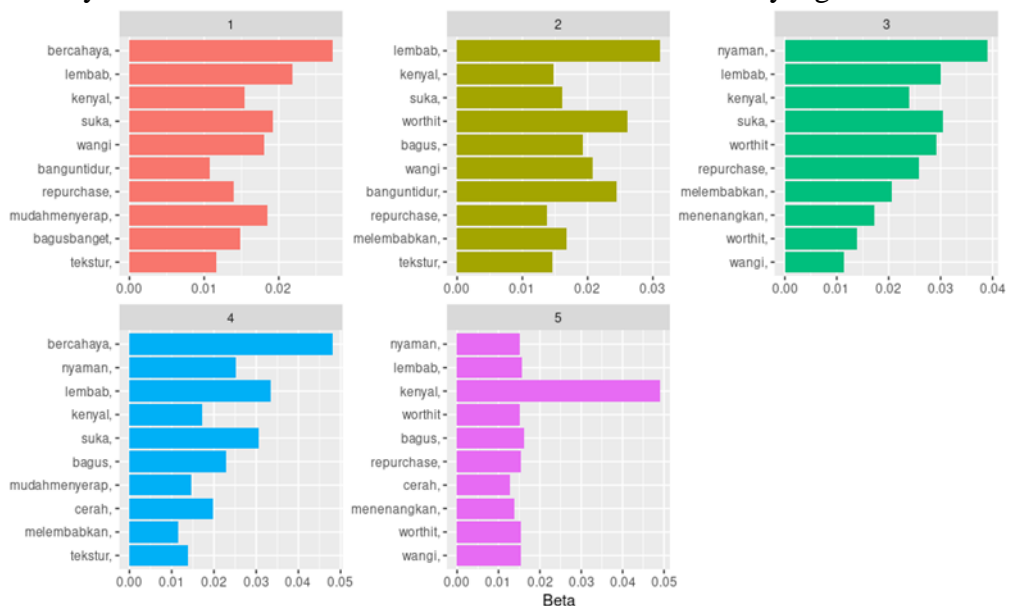 1
bercahaya,
lembab,
kenyal,
suka,
wangi
banguntidur,
repurchase,
mudahmenyerap,
bagusbanget,
tekstur,
0.00 0.01 0.02
2
lembab,
kenyal,
suka,
worthit
bagus,
wangi
banguntidur,
repurchase,
melembabkan,
tekstur,
0.00 0.01 0.02 0.03
3
nyaman,
lembab,
kenyal,
suka,
worthit
repurchase,
melembabkan,
menenangkan,
worthit,
wangi,
0.00 0.01 0.02 0.03 0.04
4
bercahaya,
nyaman,
lembab,
kenyal,
suka,
bagus,
mudahmenyerap,
cerah,
melembabkan,
tekstur,
0.00 0.01 0.02 0.03 0.04 0.05
5
nyaman,
lembab,
kenyal,
worthit
bagus,
repurchase,
cerah,
menenangkan,
worthit,
wangi,
0.00 0.01 0.02 0.03 0.04 0.05
Beta